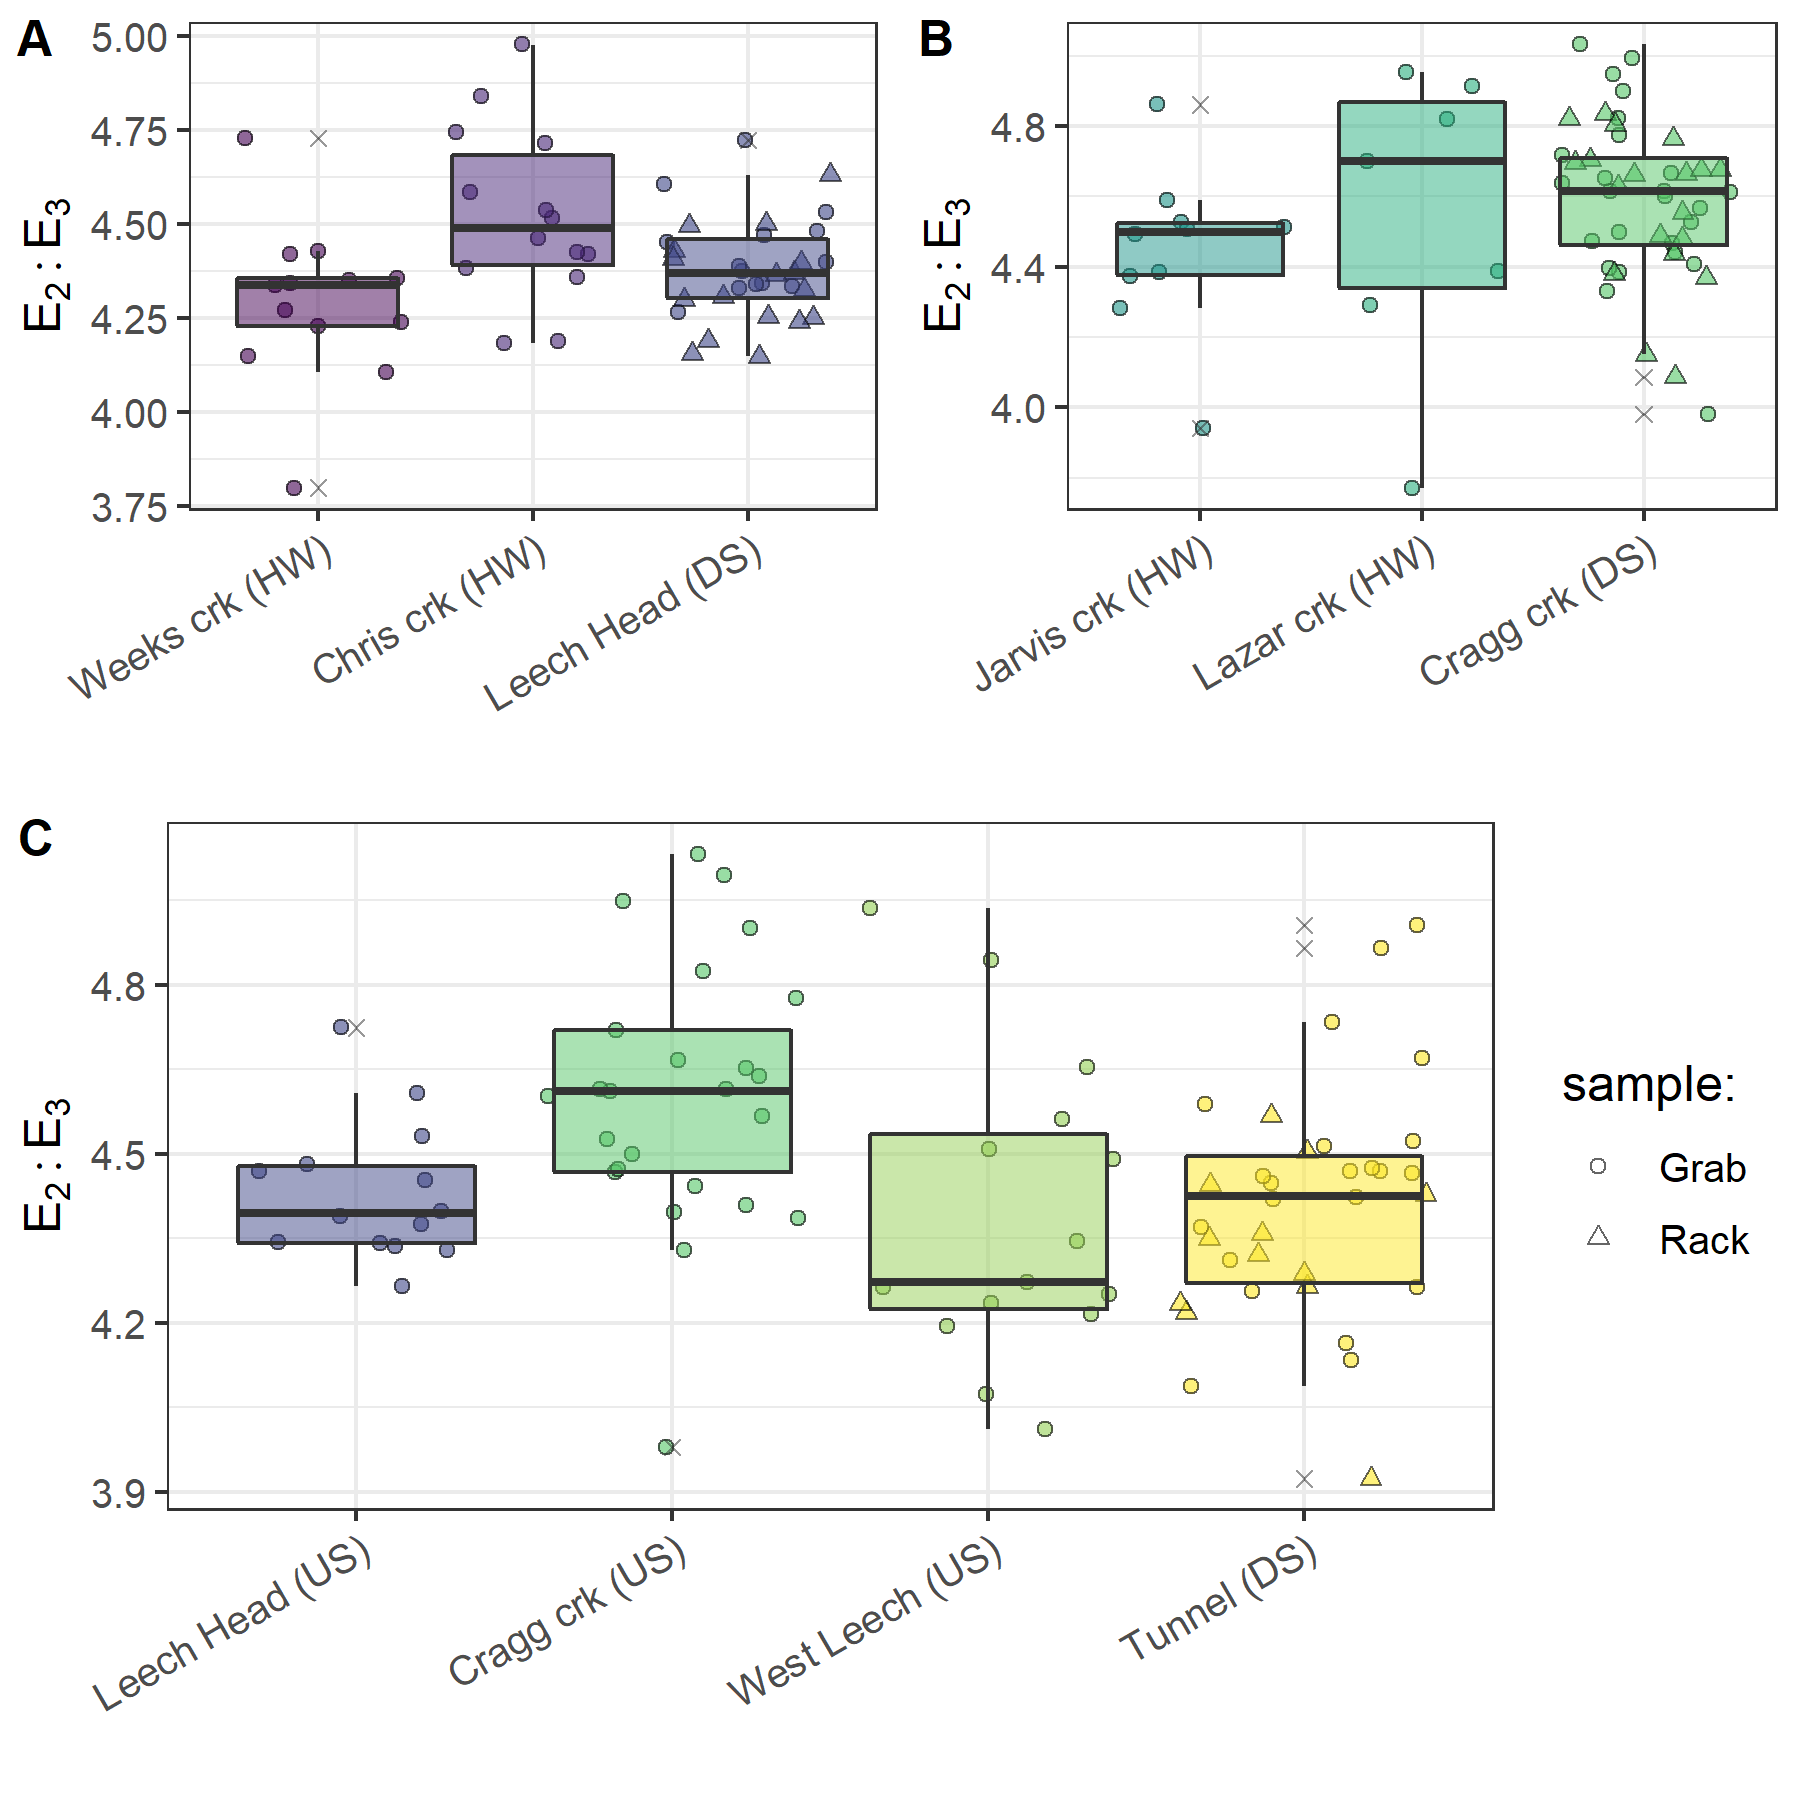 A
E2 : E3
5.00
4.75
4.50
4.25
4.00
3.75
Weeks crk (HW)
Chris crk (HW)
Leech Head (DS)
B
E2 : E3
4.8
4.4
4.0
Jarvis crk (HW)
Lazar crk (HW)
Cragg crk (DS)
C
E2 : E3
4.8
4.5
4.2
3.9
Leech Head (US)
Cragg crk (US)
West Leech (US)
Tunnel (DS)
sample:
Grab
Rack